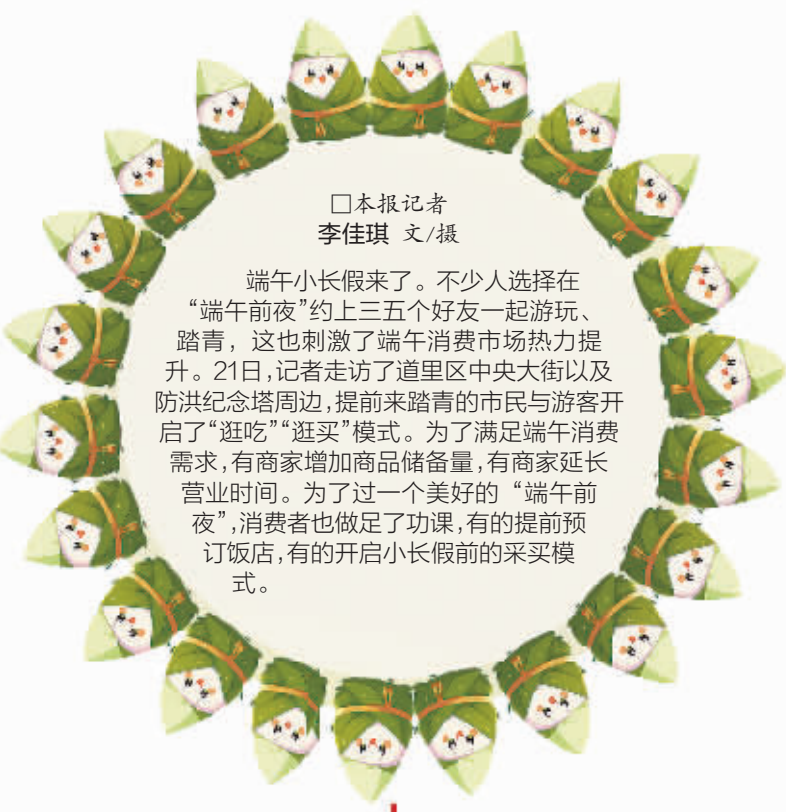 □本报记者
李佳琪 文/摄
端午小长假来了。不少人选择在
“端午前夜”约上三五个好友一起游玩、
踏青，这也刺激了端午消费市场热力提
升。21日，记者走访了道里区中央大街以及
防洪纪念塔周边，提前来踏青的市民与游客开
启了“逛吃”“逛买”模式。为了满足端午消费
需求，有商家增加商品储备量，有商家延长
营业时间。为了过一个美好的“端午前
夜”，消费者也做足了功课，有的提前预
订饭店，有的开启小长假前的采买模
式。